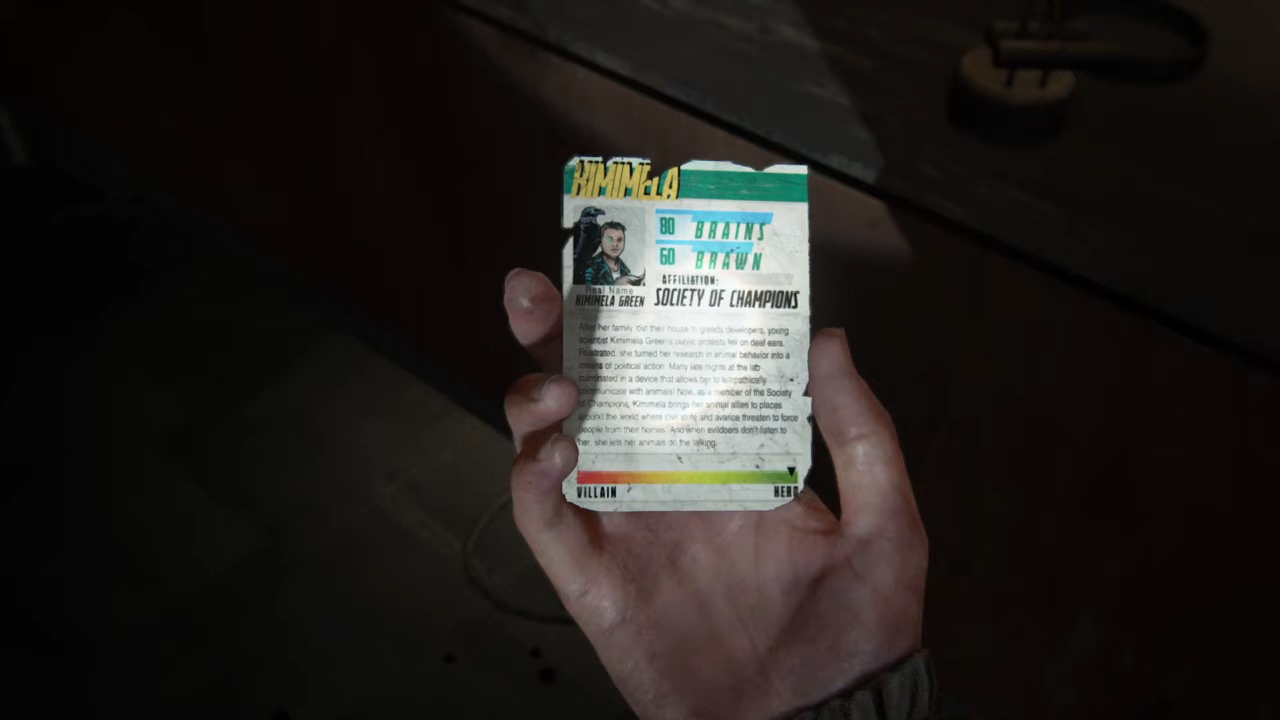 KIMIMELA
80 BRAINS
60 BRAWN
AFFILIATION:
Real Name
KIMIMELA GREEN
SOCIETY OF CHAMPIONS
After her family lost their house to greedy developers, young
scientist Kimimela Green's public protests fell on deaf ears.
Frustrated, she turned her research in animal behavior into a
means of political action. Many late nights at the lab
culminated in a device that allows her to telepathically
communicate with animals! Now, as a member of the Society
of Champions, Kimimela brings her animal allies to places
around the world where civil strife and avarice threaten to force
people from their homes. And when evildoers don't listen to
her, she lets her animals do the talking.
VILLAIN
HERO